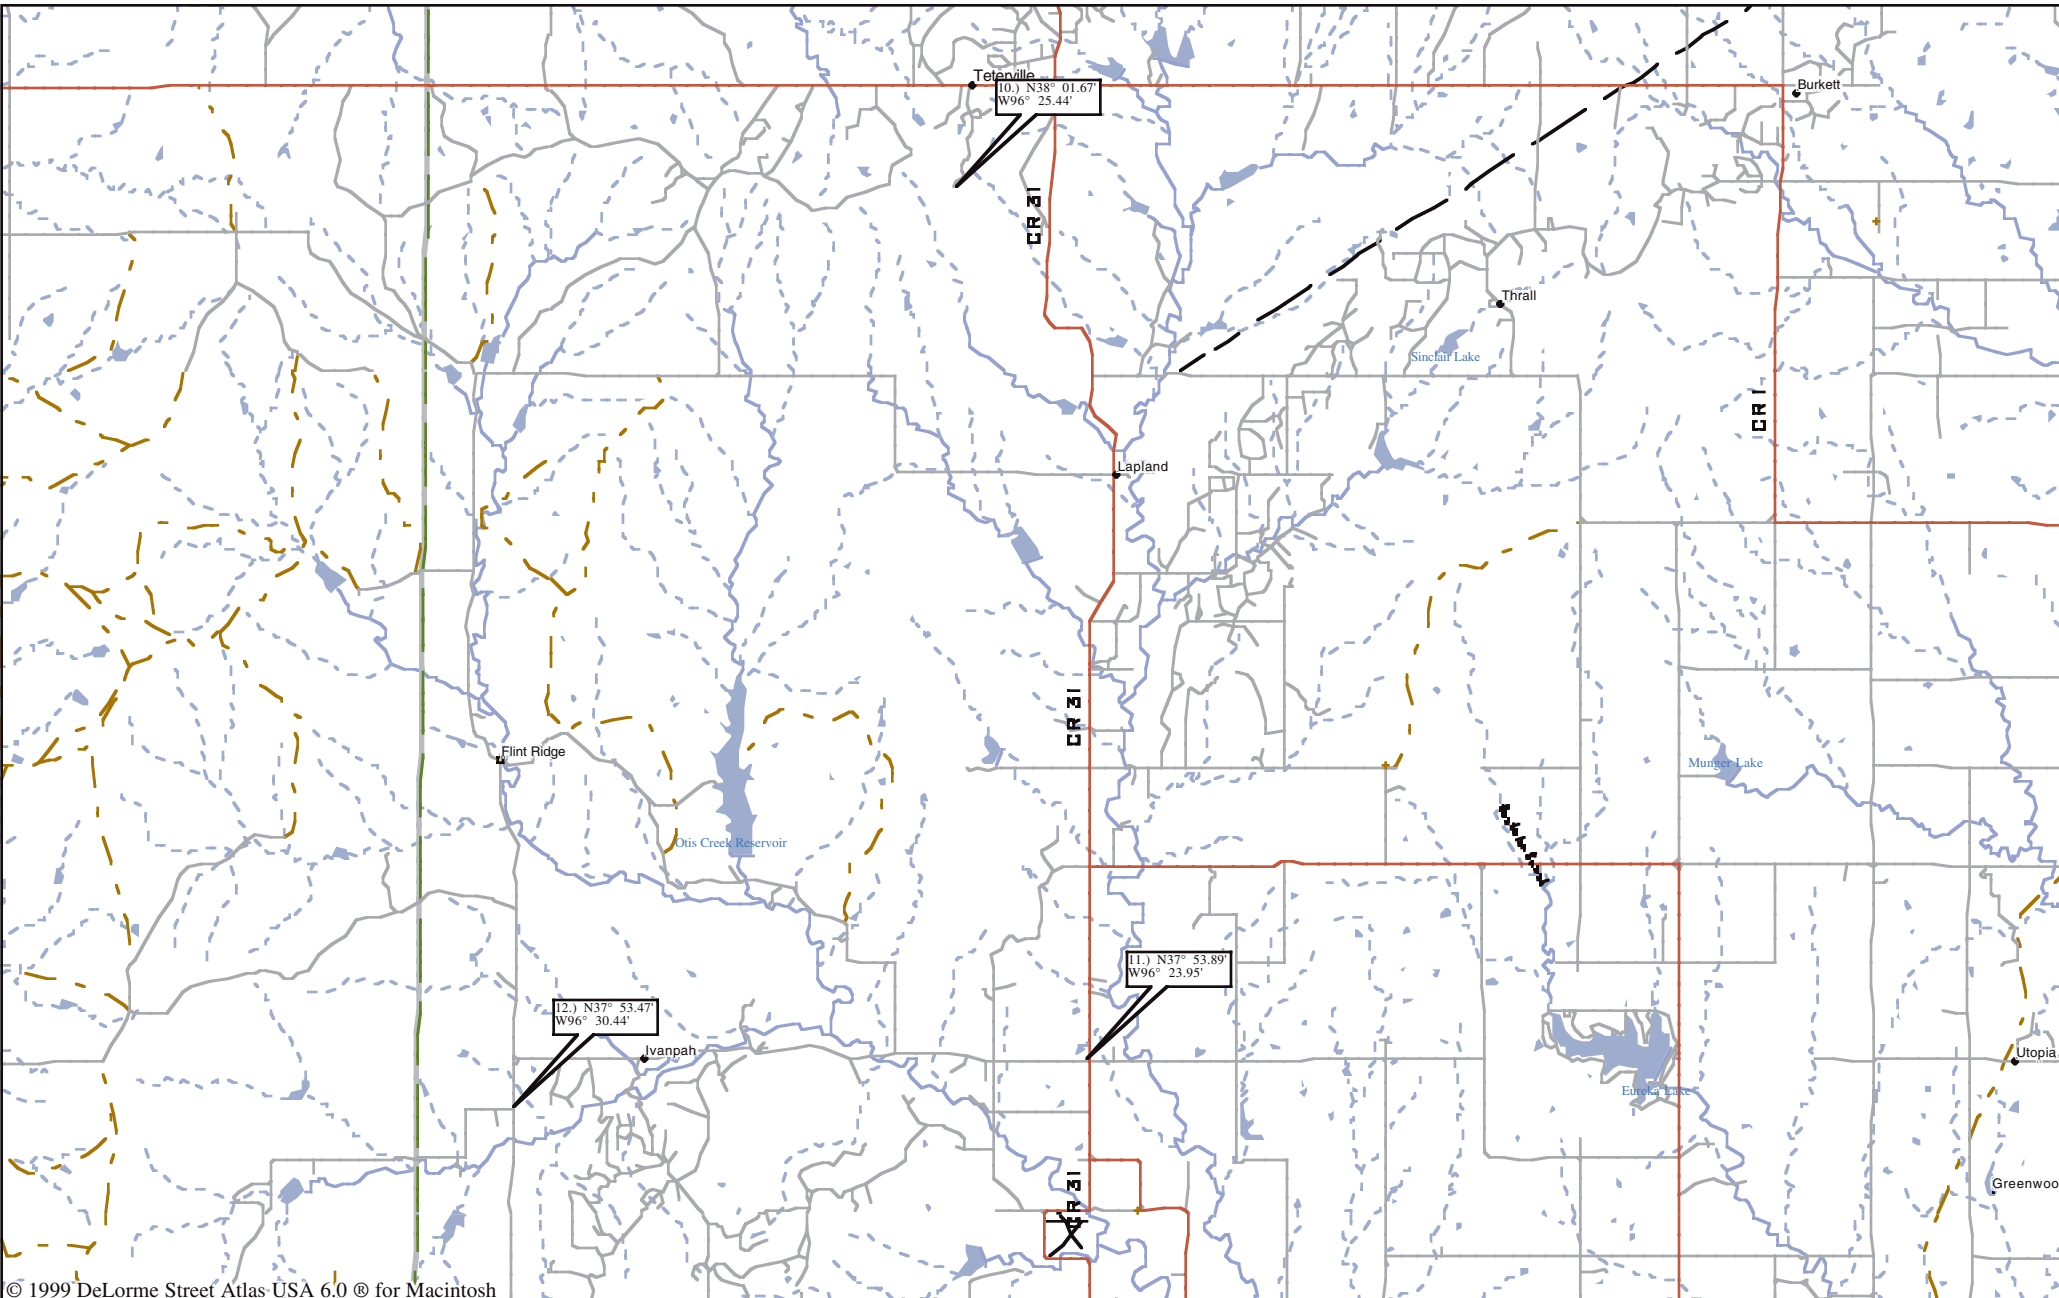 Teterville
10.) N38° 01.67'
W96° 25.44'
Burkett
CR 31
Thrall
Sinclair Lake
CR 1
Lapland
CR 31
Flint Ridge
Munger Lake
Otis Creek Reservoir
11.) N37° 53.89'
W96° 23.95'
12.) N37° 53.47'
W96° 30.44'
Ivanpah
Utopia
Eureka Lake
CR 31
Greenwoo
© 1999 DeLorme Street Atlas USA 6.0 ® for Macintosh